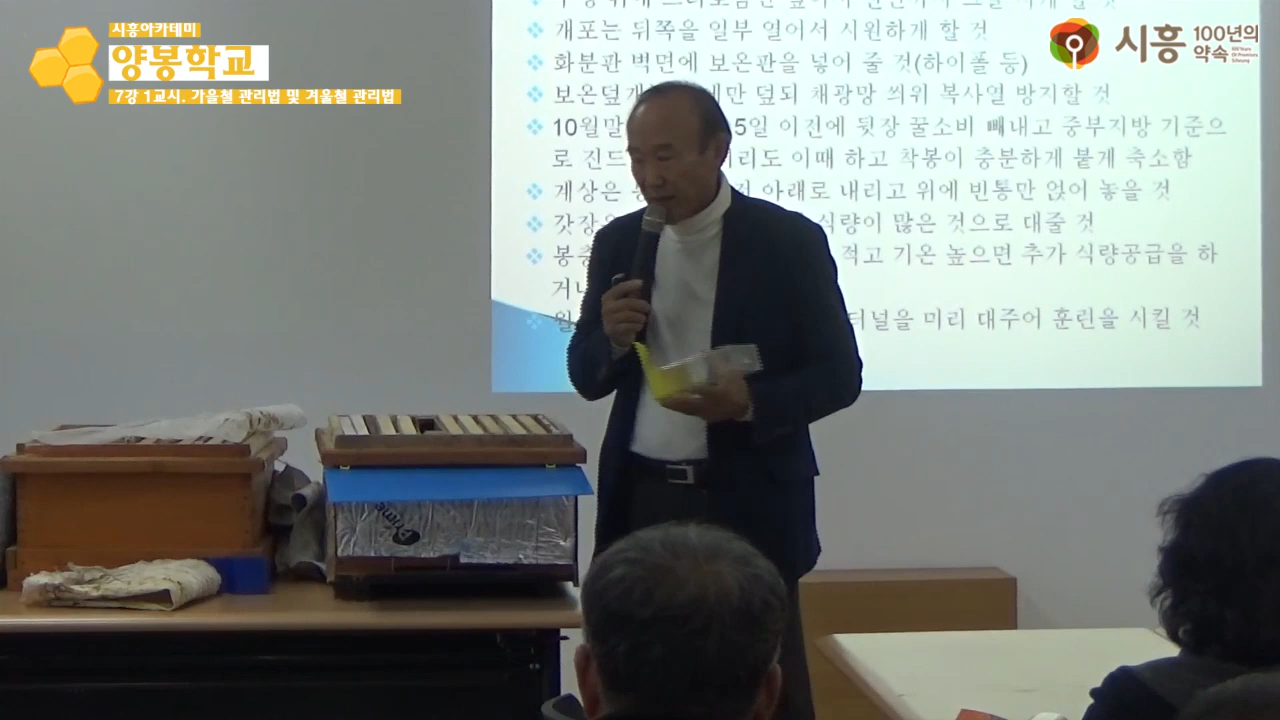 시흥아카데미
양봉학교
7강 1교시. 가을철 관리법 및 겨울철 관리법
시흥 100년의 약속
개포는 뒤쪽을 일부 열어서 시원하게 할 것
화분관 벽면에 보온판을 넣어 줄 것(하이폴 등)
보온덮개 에만 덮되 채광망 씌워 복사열 방지할 것
10월말 5일 이전에 뒷장 꿀소비 빼내고 중부지방 기준으
로 진드 리도 이때 하고 착봉이 충분하게 붙게 축소함
계상은 아래로 내리고 위에 빈통만 얹어 놓을 것
갓장은 식량이 많은 것으로 대줄 것
봉충 적고 기온 높으면 추가 식량공급을 하
거나
월 터널을 미리 대주어 훈련을 시킬 것
Prime